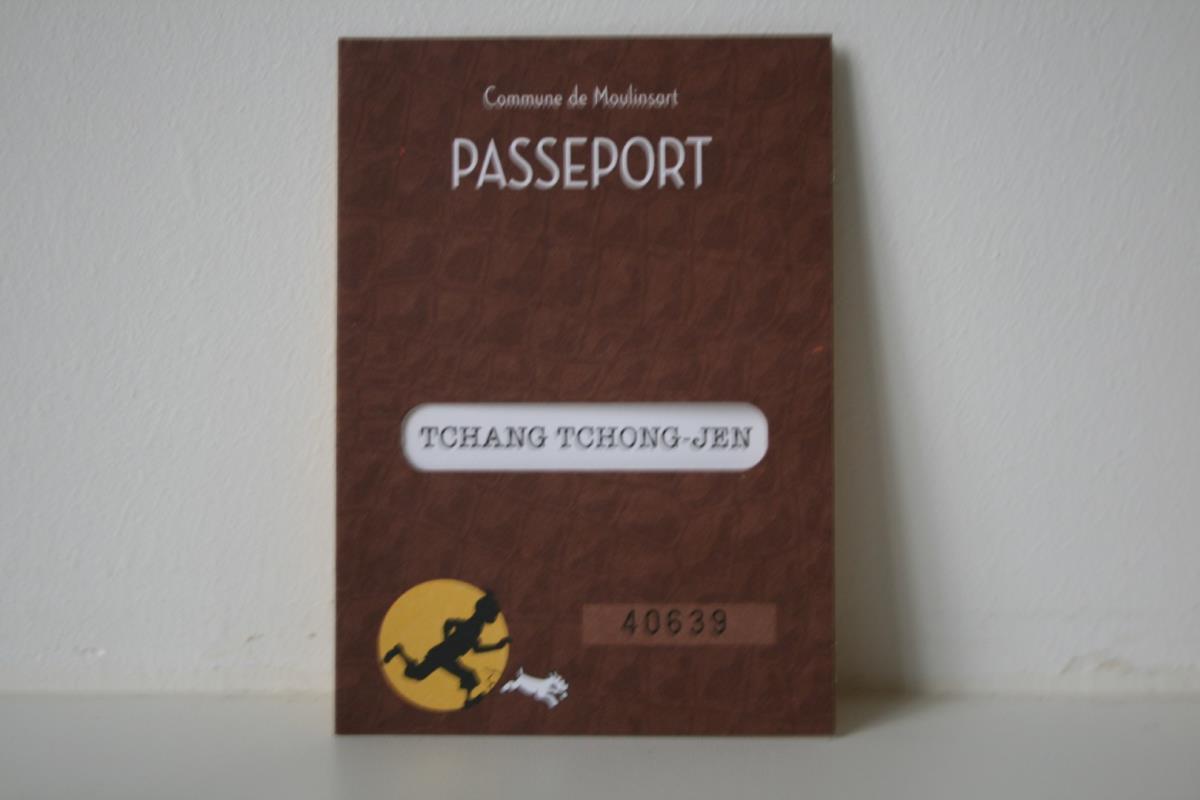 Commune de Moulinsart
PASSEPORT
TCHANG TCHONG-JEN
40639